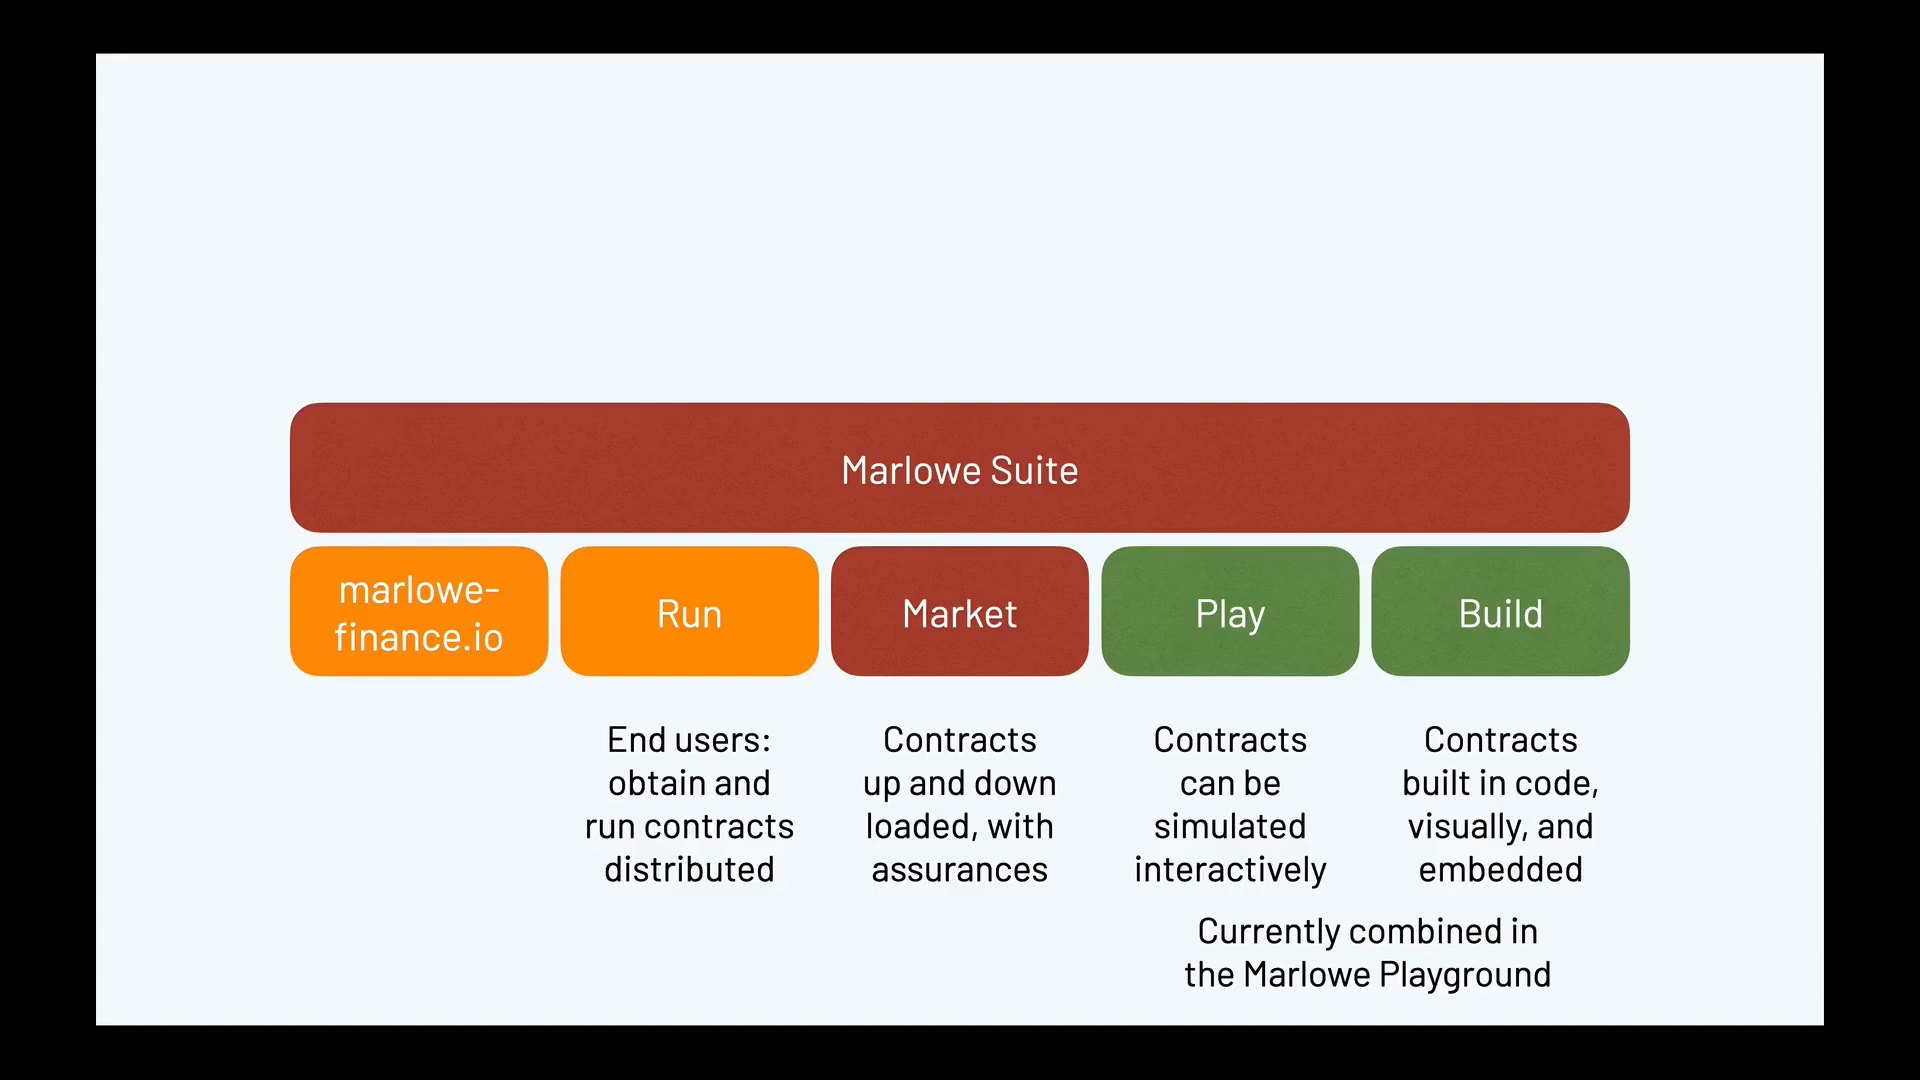 Marlowe Suite
marlowe-
finance.io
Run
Market
Play
Build
End users:
obtain and
run contracts
distributed
Contracts
up and down
loaded, with
assurances
Contracts
can be
simulated
interactively
Contracts
built in code,
visually, and
embedded
Currently combined in
the Marlowe Playground